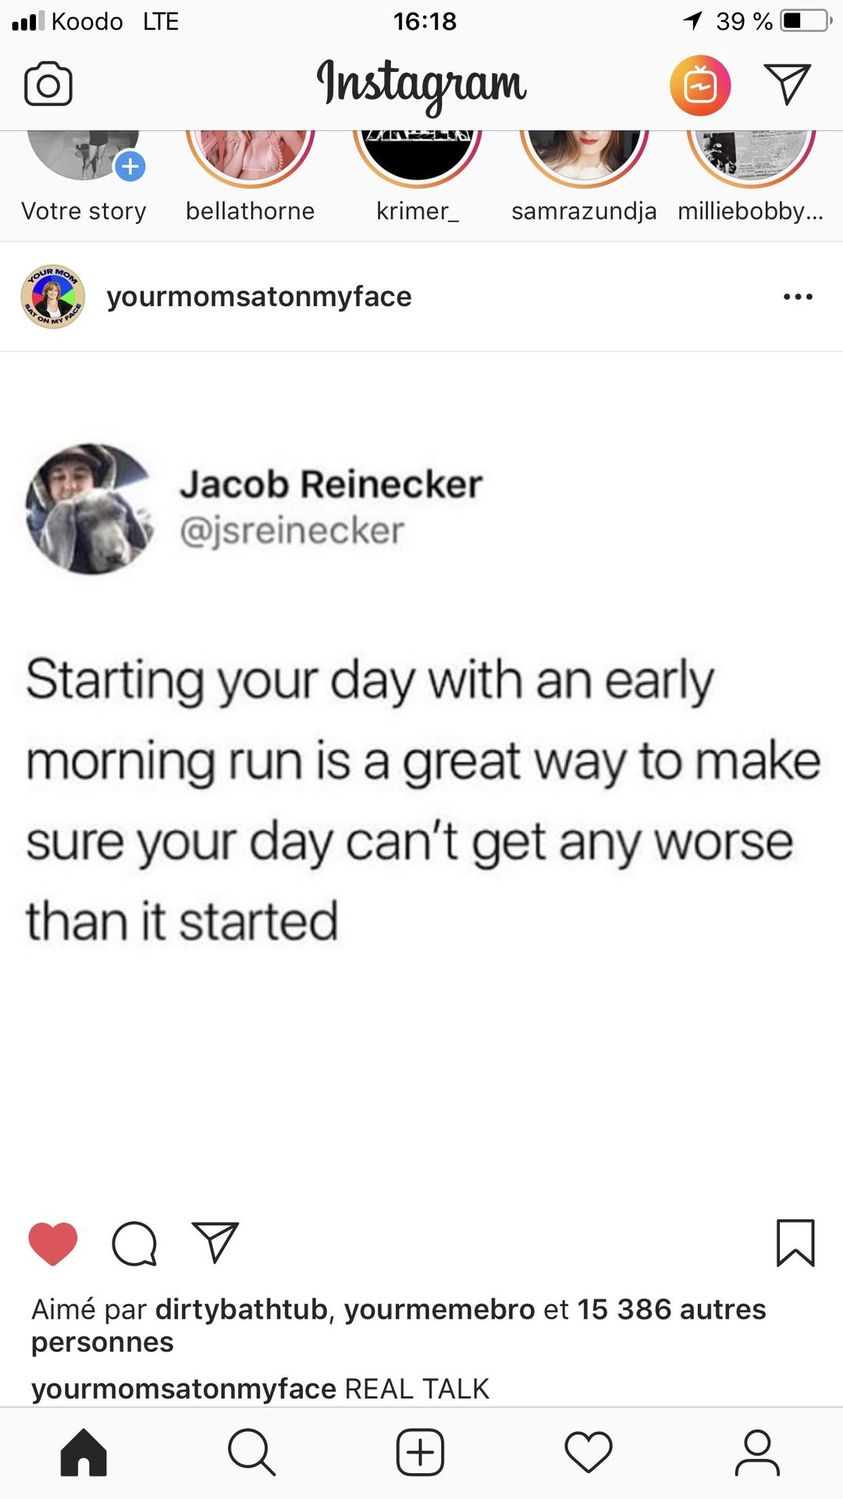 Koodo LTE 16:18 39 %
Instagram
Votre story bellathorne krimer_ samrazundja milliebobby...
YOUR MOM
SAT ON MY FACE
yourmomsatonmyface
Jacob Reinecker
@jsreinecker
Starting your day with an early
morning run is a great way to make
sure your day can't get any worse
than it started
Aimé par dirtybathtub, yourmemebro et 15 386 autres
personnes
yourmomsatonmyface REAL TALK